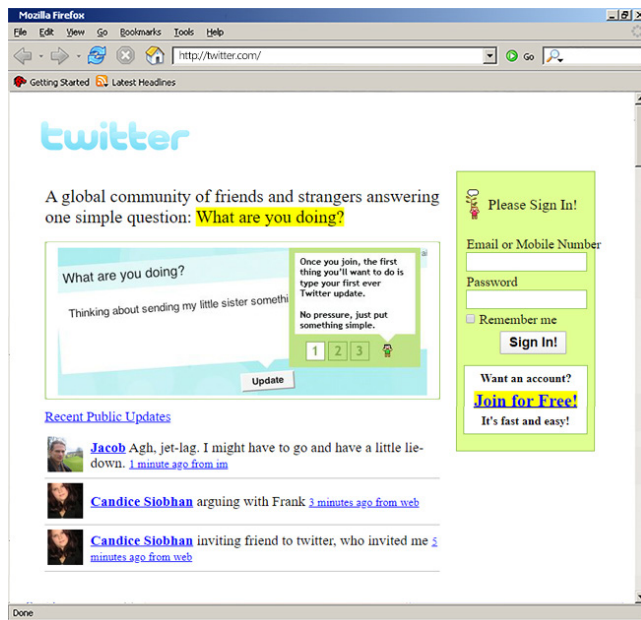 Mozilla Firefox
File Edit View Go Bookmarks Tools Help
http://twitter.com/
Go
Getting Started Latest Headlines
twitter
A global community of friends and strangers answering
one simple question: What are you doing?
What are you doing?
Thinking about sending my little sister somethi
Update
Once you join, the first
thing you'll want to do is
type your first ever
Twitter update.
No pressure, just put
something simple.
1 2 3
Please Sign In!
Email or Mobile Number
Password
Remember me
Sign In!
Want an account?
Join for Free!
It's fast and easy!
Recent Public Updates
Jacob Agh, jet-lag. I might have to go and have a little lie-
down. 1 minute ago from im
Candice Siobhan arguing with Frank 3 minutes ago from web
Candice Siobhan inviting friend to twitter, who invited me 5
minutes ago from web
Done